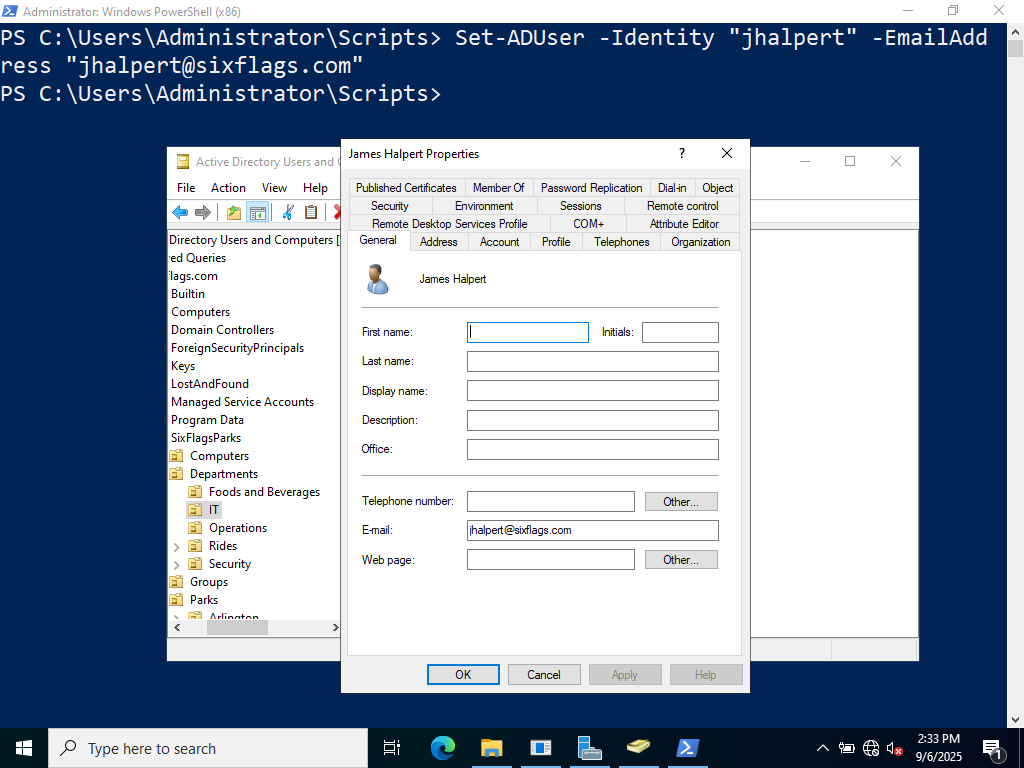 Administrator: Windows PowerShell (x86)
PS C:\Users\Administrator\Scripts> Set-ADUser -Identity "jhalpert" -EmailAdd
ress "jhalpert@sixflags.com"
PS C:\Users\Administrator\Scripts>
Active Directory Users and
File Action View Help
Directory Users and Computers [
ed Queries
lags.com
Builtin
Computers
Domain Controllers
ForeignSecurityPrincipals
Keys
LostAndFound
Managed Service Accounts
Program Data
SixFlagsParks
Computers
Departments
Foods and Beverages
IT
Operations
Rides
Security
Groups
Parks
Arlington
James Halpert Properties ?
Published Certificates Member Of Password Replication Dial-in Object
Security Environment Sessions Remote control
Remote Desktop Services Profile COM+ Attribute Editor
General Address Account Profile Telephones Organization
James Halpert
First name: Initials:
Last name:
Display name:
Description:
Office:
Telephone number: Other...
E-mail: jhalpert@sixflags.com
Web page: Other...
OK Cancel Apply Help
Type here to search
2:33 PM
9/6/2025
1